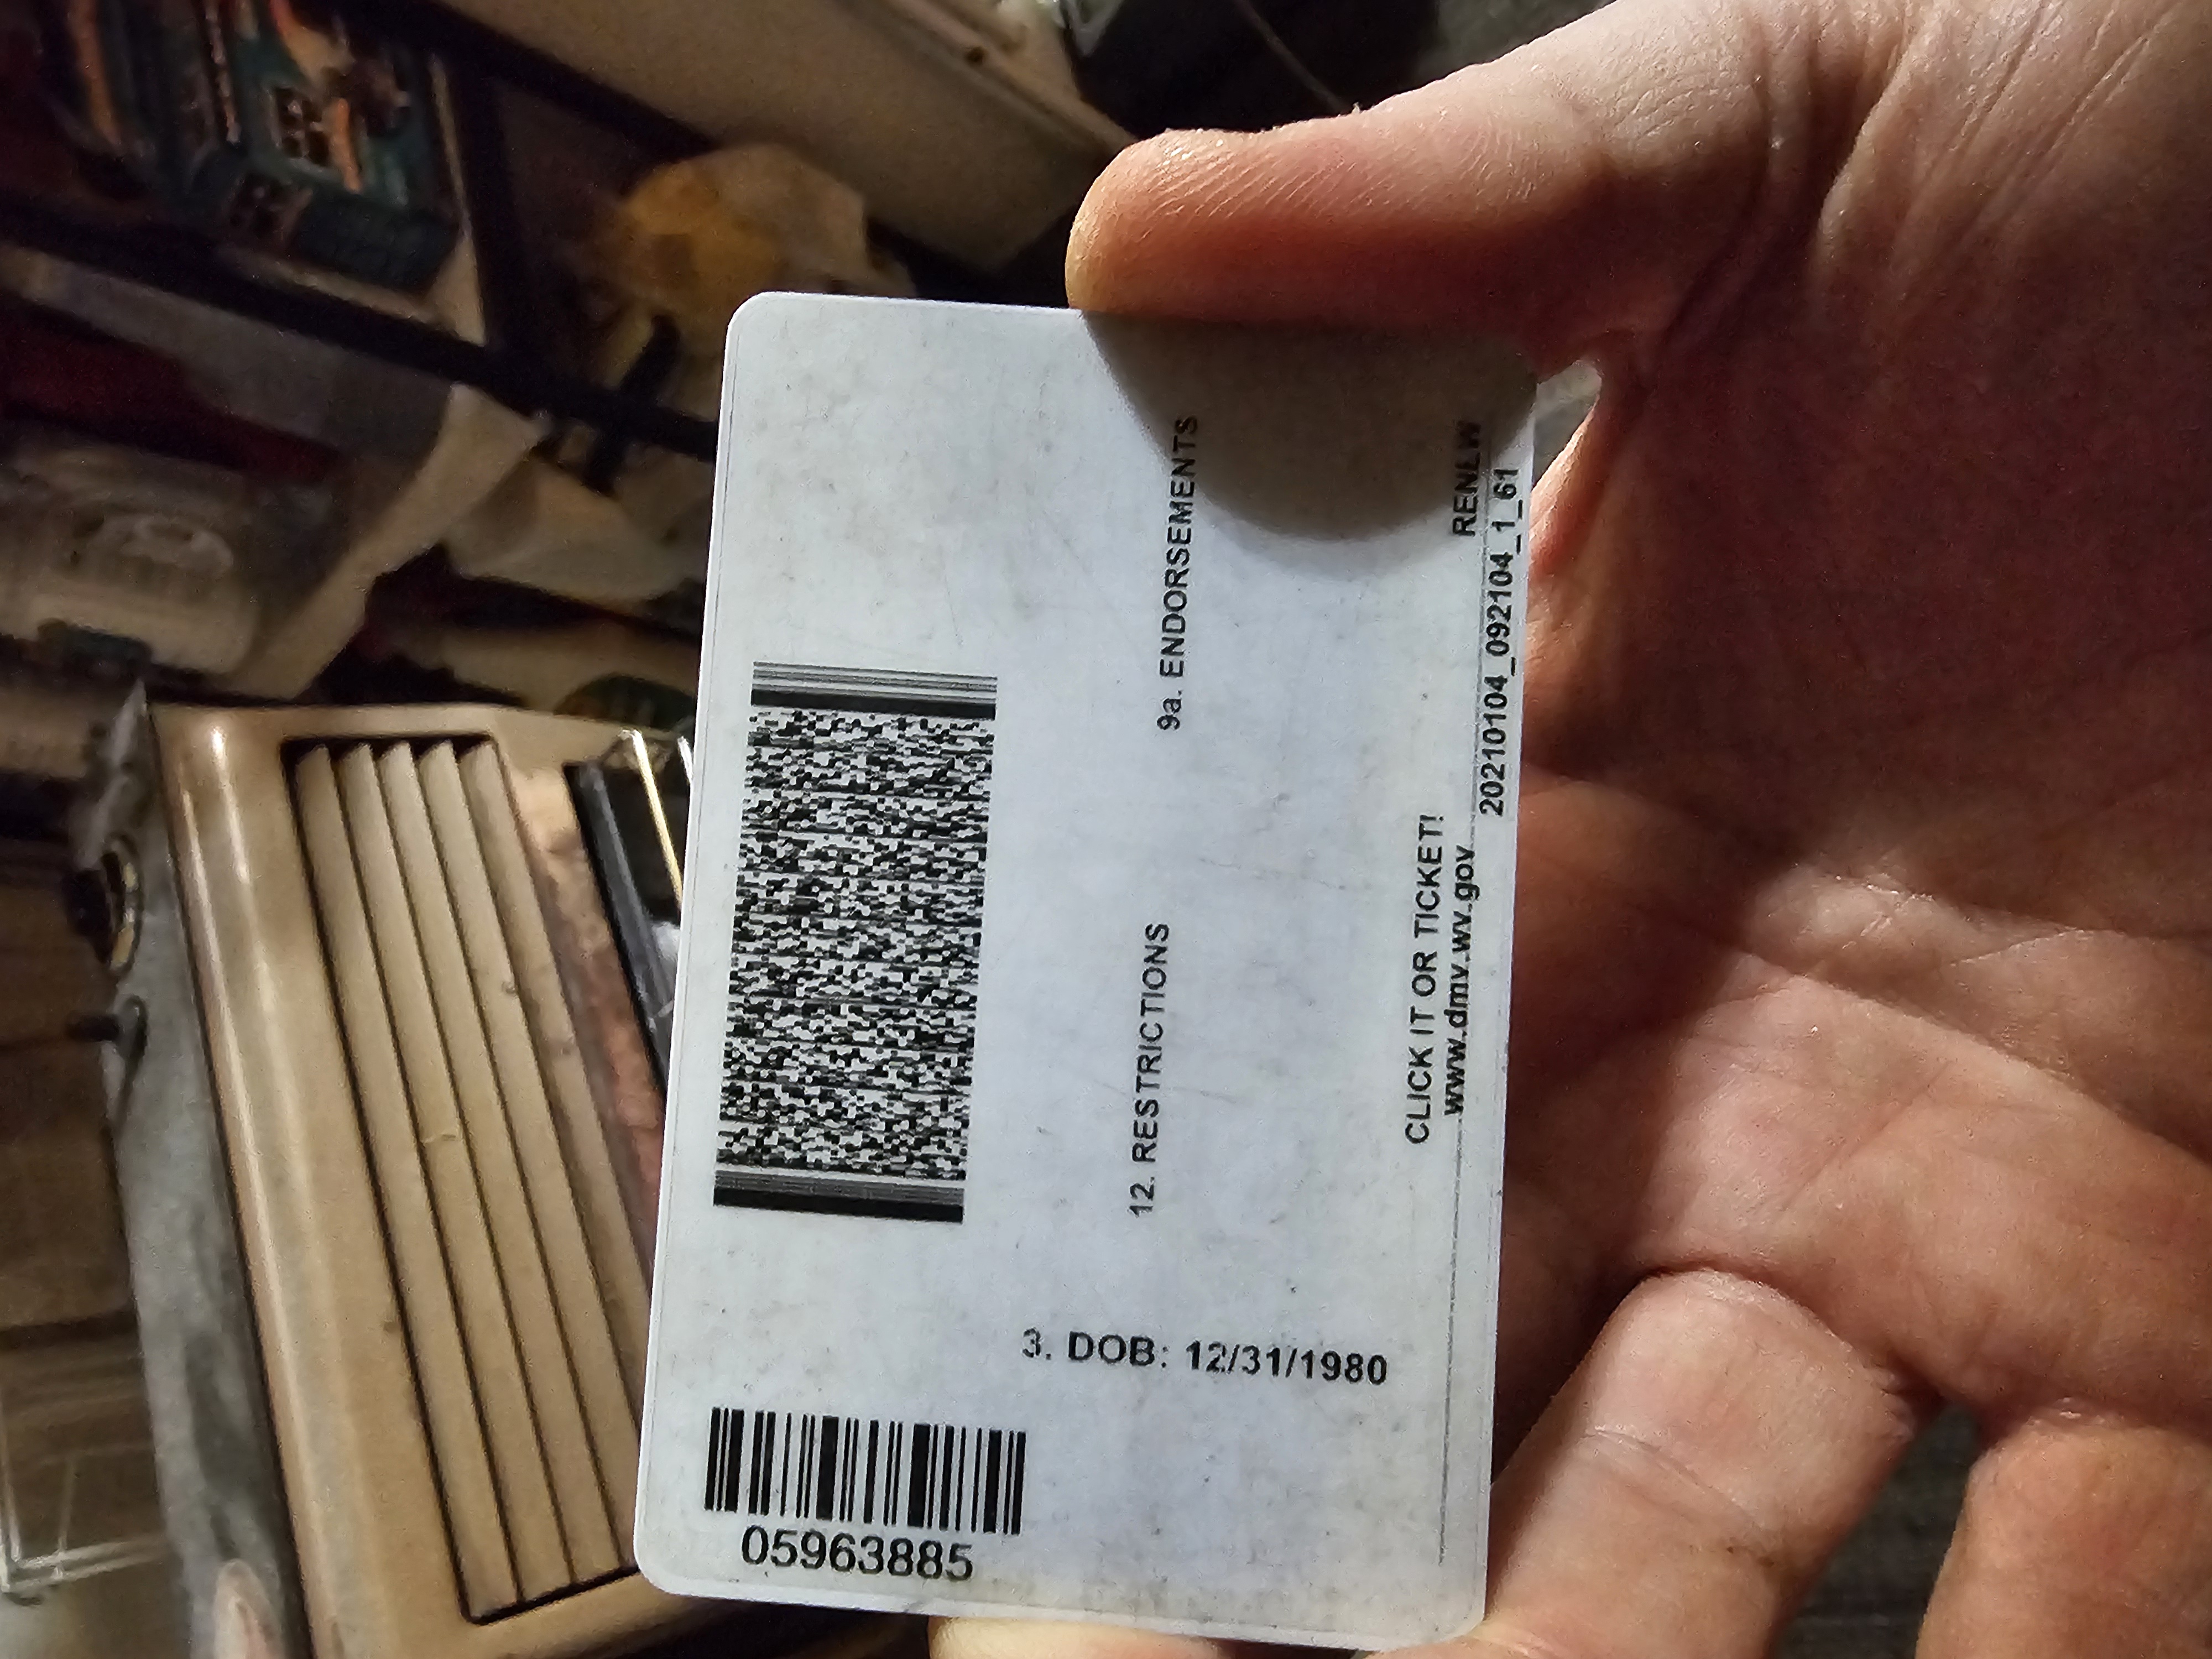 9a. ENDORSEMENTS
12. RESTRICTIONS
RENEW
CLICK IT OR TICKET!
www.dmv.wv.gov
20210104_092104_1_61
3. DOB: 12/31/1980
05963885